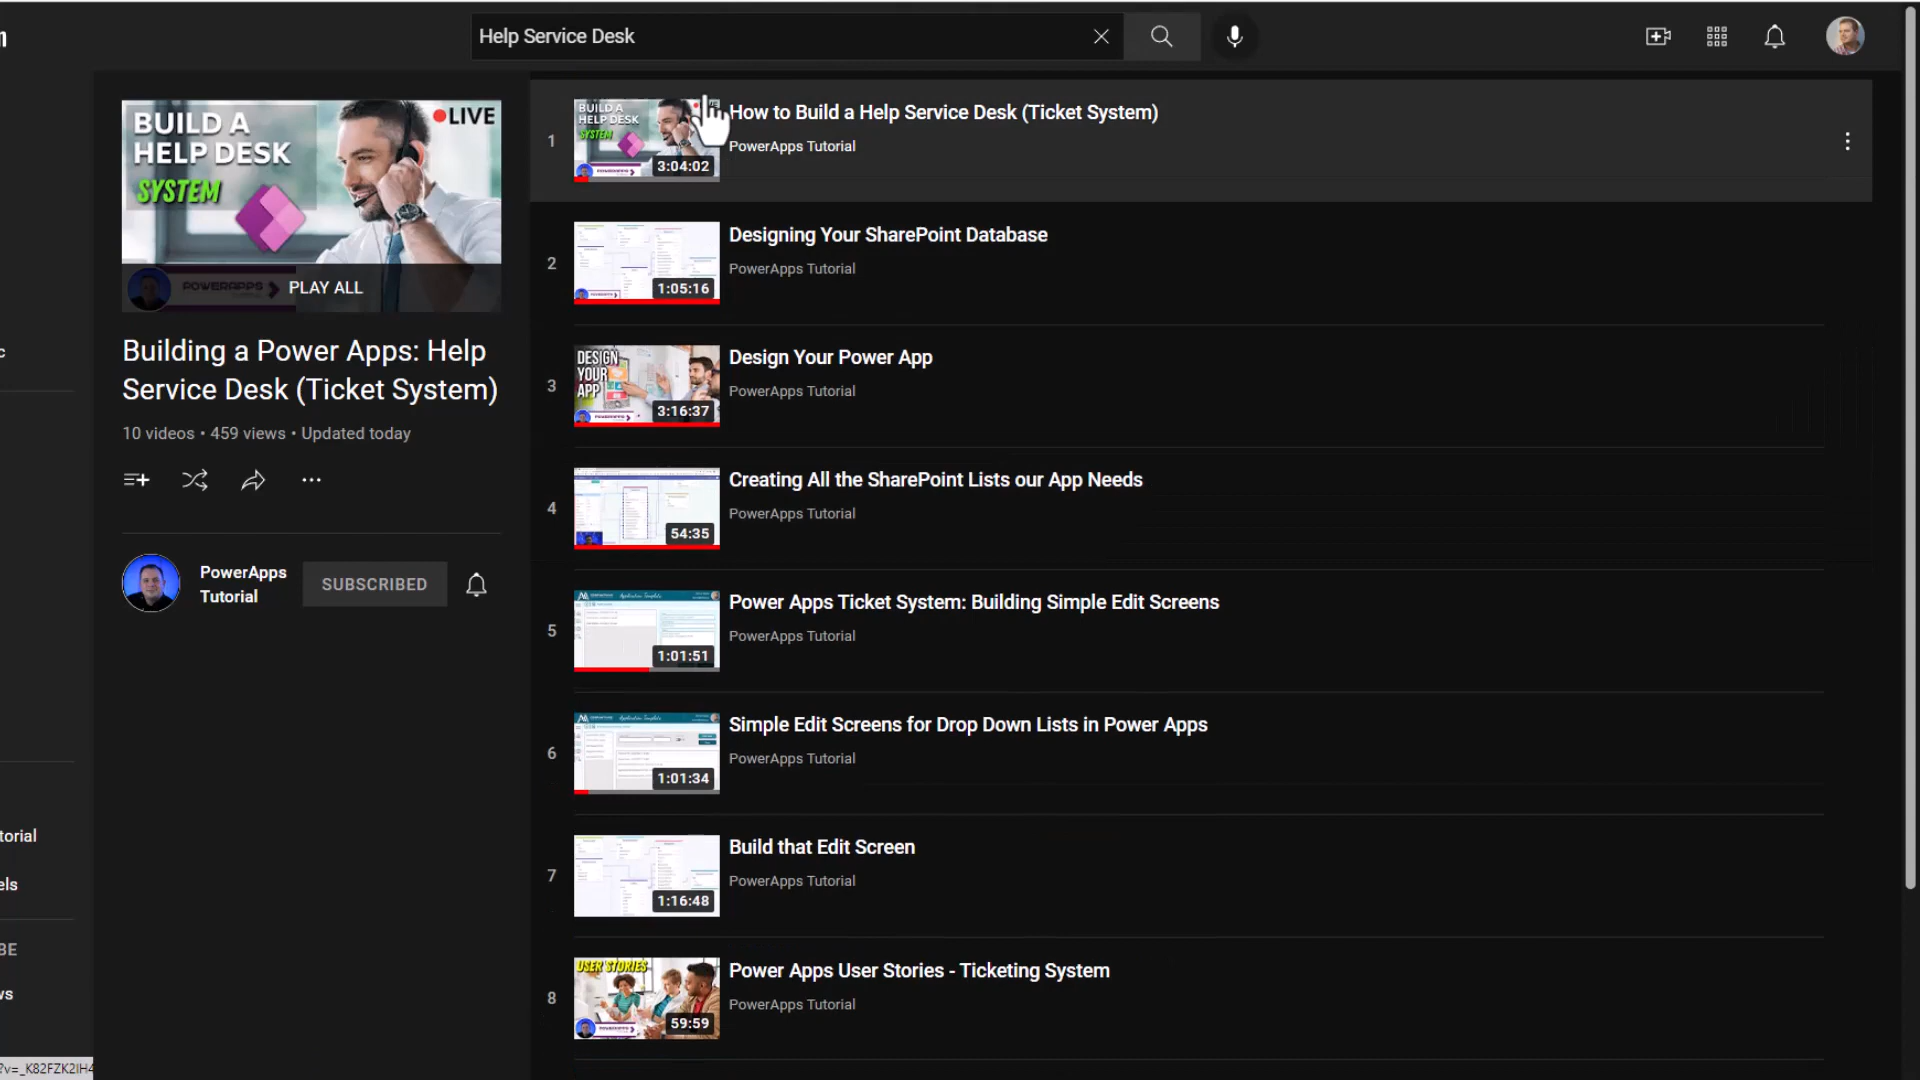 Help Service Desk
BUILD A
HELP DESK
SYSTEM
LIVE
POWERAPPS
PLAY ALL
Building a Power Apps: Help
Service Desk (Ticket System)
10 videos • 459 views • Updated today
PowerApps
Tutorial
SUBSCRIBED
1
BUILD A
HELP DESK
SYSTEM
3:04:02
How to Build a Help Service Desk (Ticket System)
PowerApps Tutorial
2
1:05:16
Designing Your SharePoint Database
PowerApps Tutorial
3
DESIGN
YOUR
APP
3:16:37
Design Your Power App
PowerApps Tutorial
4
54:35
Creating All the SharePoint Lists our App Needs
PowerApps Tutorial
5
1:01:51
Power Apps Ticket System: Building Simple Edit Screens
PowerApps Tutorial
6
1:01:34
Simple Edit Screens for Drop Down Lists in Power Apps
PowerApps Tutorial
7
1:16:48
Build that Edit Screen
PowerApps Tutorial
8
USER STORIES
59:59
Power Apps User Stories - Ticketing System
PowerApps Tutorial
c
torial
els
BE
ws
?v=_K82FZK2IH4